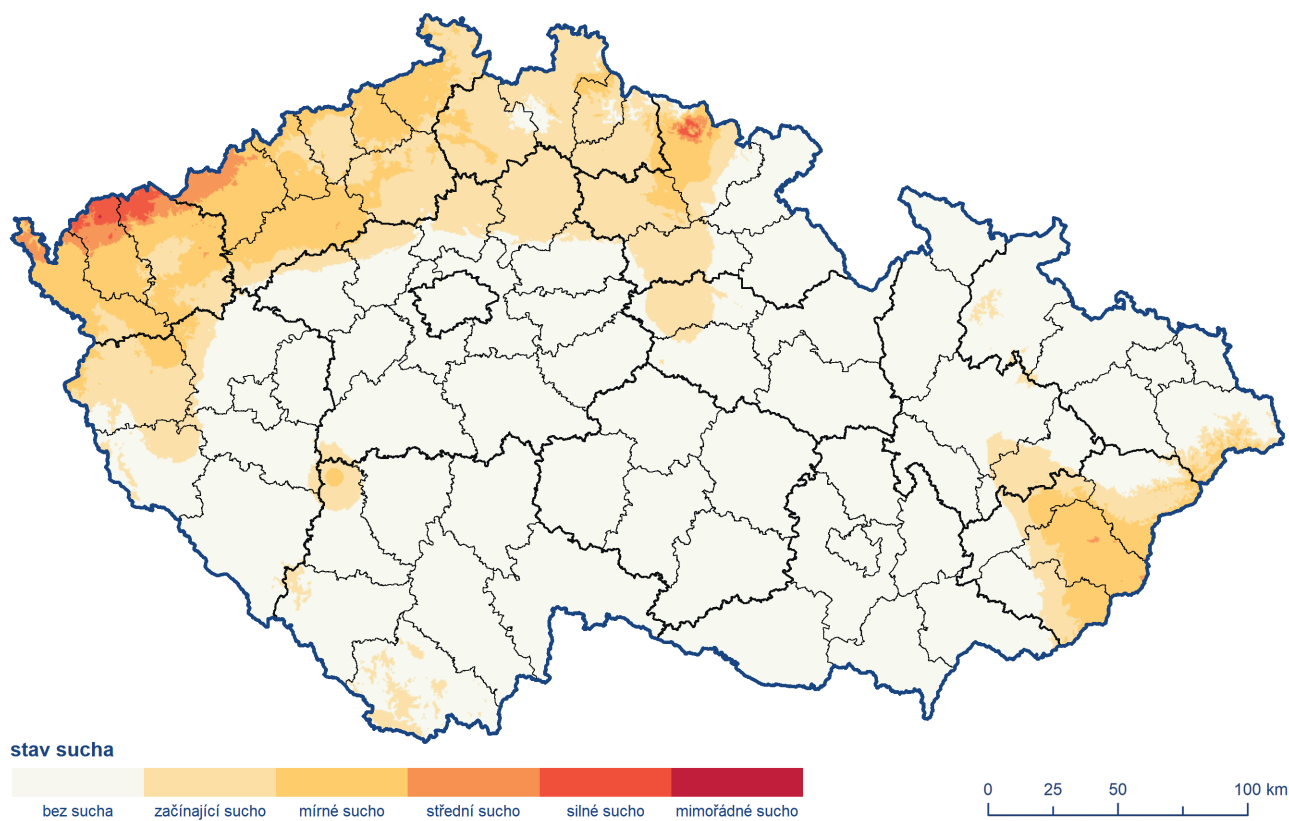 stav sucha
bez sucha začínající sucho mírné sucho střední sucho silné sucho mimořádné sucho
0 25 50 100 km